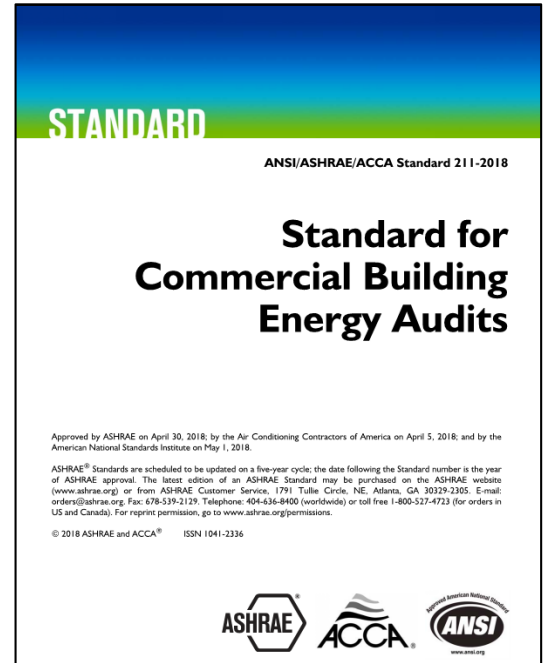 STANDARD
ANSI/ASHRAE/ACCA Standard 211-2018
Standard for
Commercial Building
Energy Audits
Approved by ASHRAE on April 30, 2018; by the Air Conditioning Contractors of America on April 5, 2018; and by the
American National Standards Institute on May 1, 2018.
ASHRAE® Standards are scheduled to be updated on a five-year cycle; the date following the Standard number is the year
of ASHRAE approval. The latest edition of an ASHRAE Standard may be purchased on the ASHRAE website
(www.ashrae.org) or from ASHRAE Customer Service, 1791 Tullie Circle, NE, Atlanta, GA 30329-2305. E-mail:
orders@ashrae.org. Fax: 678-539-2129. Telephone: 404-636-8400 (worldwide) or toll free 1-800-527-4723 (for orders in
US and Canada). For reprint permission, go to www.ashrae.org/permissions.
© 2018 ASHRAE and ACCA® ISSN 1041-2336
ASHRAE
ACCA®
Approved American National Standard
ANSI
www.ansi.org